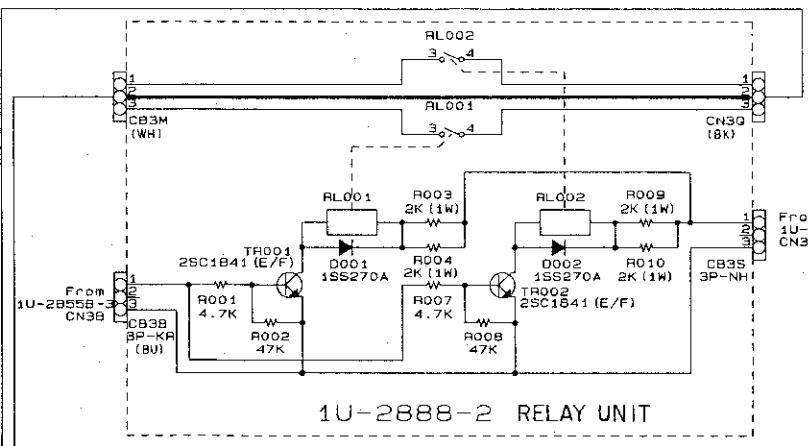 RL002
3 4
1
2
3
1
2
3
RL001
3 4
CB3M
(WH)
CN3Q
(BK)
RL001
R003
2K (1W)
RL002
R009
2K (1W)
1
2
3
Fro
1U-
CN3
TR001
2SC1841 (E/F)
D001
1SS270A
R004
2K (1W)
D002
1SS270A
R010
2K (1W)
CB3S
3P-NH
From
1U-2855B-3
CN3B
1
2
3
R001
4.7K
R007
4.7K
TR002
2SC1841 (E/F)
CB3B
3P-KR
(BU)
R002
47K
R008
47K
1U-2888-2 RELAY UNIT